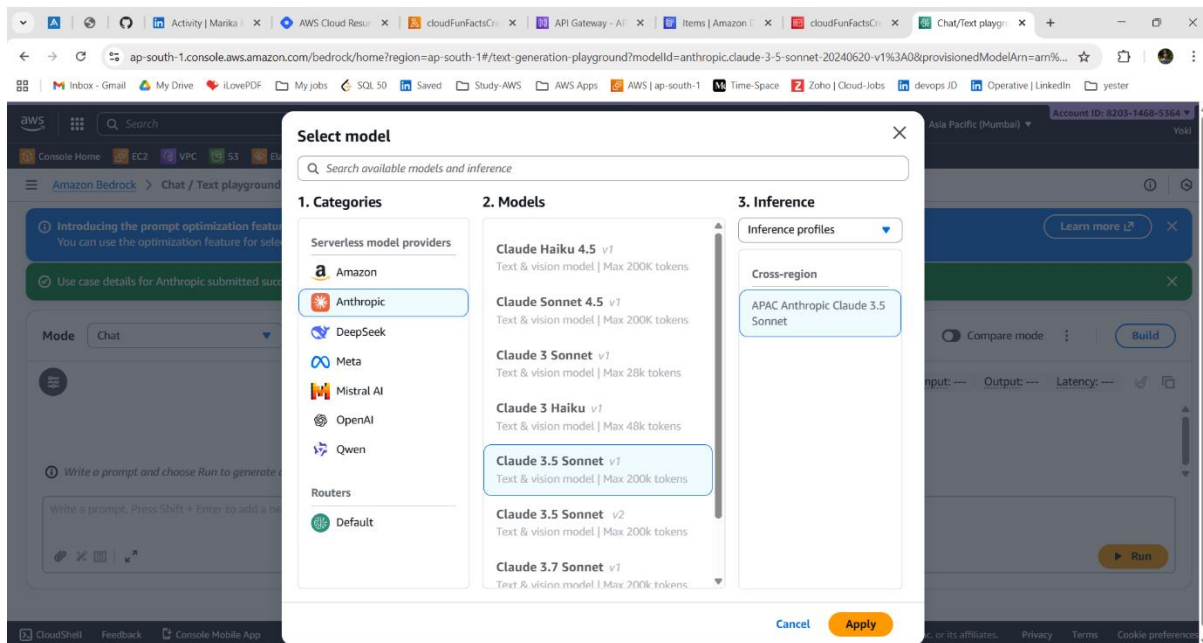 Activity | Marika
AWS Cloud Resur
cloudFunFactsCre
API Gateway - AP
Items | Amazon D
cloudFunFactsCre
Chat/Text playgro
ap-south-1.console.aws.amazon.com/bedrock/home?region=ap-south-1#/text-generation-playground?modelId=anthropic.claude-3-5-sonnet-20240620-v1%3A0&provisionedModelArn=arn%...
Inbox - Gmail My Drive iLovePDF My jobs SQL 50 Saved Study-AWS AWS Apps AWS | ap-south-1 Time-Space Zoho | Cloud-Jobs devops JD Operative | LinkedIn yester
aws Search
Asia Pacific (Mumbai)
Account ID: 8203-1468-5364
Yoki
Console Home EC2 VPC S3 Ela
Amazon Bedrock > Chat / Text playground
Introducing the prompt optimization featur
You can use the optimization feature for sele
Learn more
Use case details for Anthropic submitted succ
Mode Chat
Compare mode
Build
nput: --- Output: --- Latency: ---
Write a prompt and choose Run to generate
Write a prompt. Press Shift + Enter to add a ne
Run
Select model
Search available models and inference
1. Categories
Serverless model providers
Amazon
Anthropic
DeepSeek
Meta
Mistral AI
OpenAI
Qwen
Routers
Default
2. Models
Claude Haiku 4.5 v1
Text & vision model | Max 200K tokens
Claude Sonnet 4.5 v1
Text & vision model | Max 200K tokens
Claude 3 Sonnet v1
Text & vision model | Max 28k tokens
Claude 3 Haiku v1
Text & vision model | Max 48k tokens
Claude 3.5 Sonnet v1
Text & vision model | Max 200k tokens
Claude 3.5 Sonnet v2
Text & vision model | Max 200k tokens
Claude 3.7 Sonnet v1
Text & vision model | Max 200k tokens
3. Inference
Inference profiles
Cross-region
APAC Anthropic Claude 3.5
Sonnet
Cancel Apply
CloudShell Feedback Console Mobile App
c. or its affiliates. Privacy Terms Cookie preferences